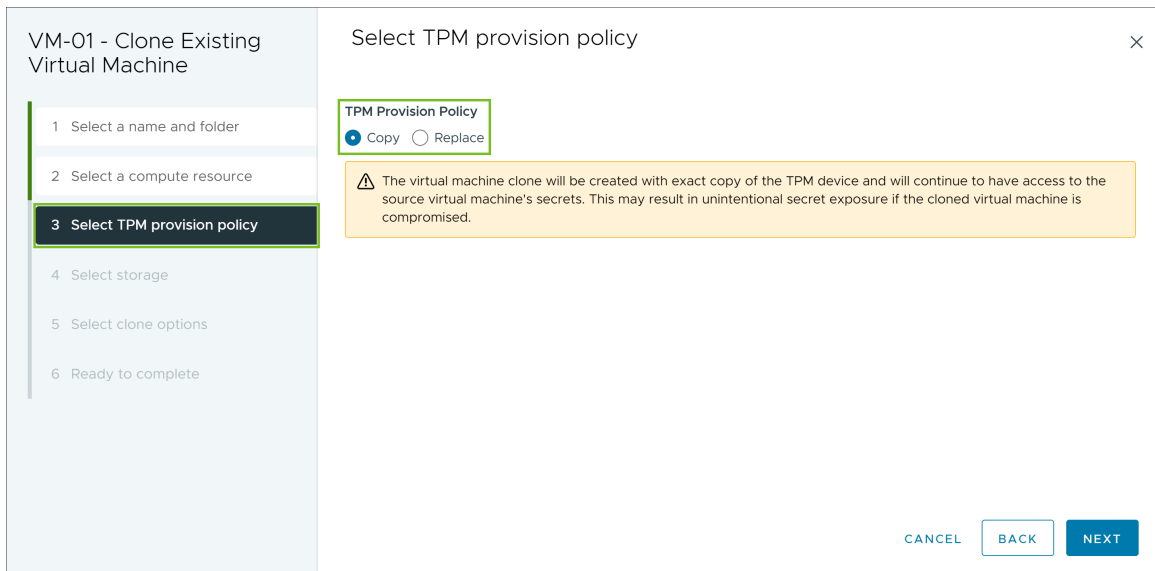 VM-01 - Clone Existing
Virtual Machine
1 Select a name and folder
2 Select a compute resource
3 Select TPM provision policy
4 Select storage
5 Select clone options
6 Ready to complete
Select TPM provision policy
TPM Provision Policy
Copy Replace
The virtual machine clone will be created with exact copy of the TPM device and will continue to have access to the
source virtual machine's secrets. This may result in unintentional secret exposure if the cloned virtual machine is
compromised.
CANCEL BACK NEXT